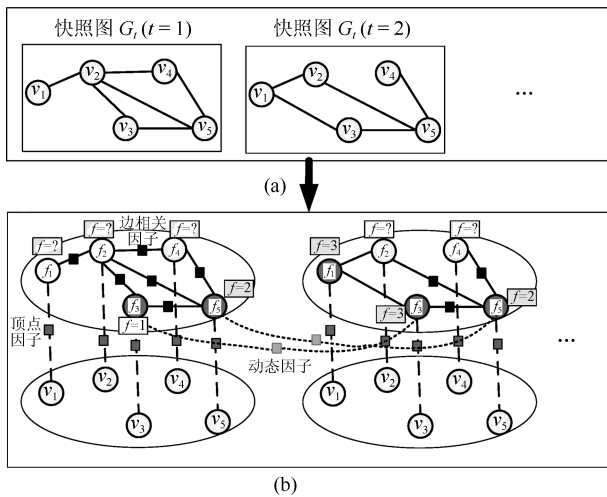 快照图 Gt (t = 1)
快照图 Gt (t = 2)
v1
v2
v4
v3
v5
v1
v2
v4
v3
v5
...
(a)
f=?
f=?
边相关
因子
f=?
f1
f2
f4
f3
f5
f=2
f=1
顶点
因子
v1
v2
v4
v3
v5
动态因子
f=3
f=?
f=?
f1
f2
f4
f3
f5
f=3
f=2
v1
v2
v4
v3
v5
...
(b)